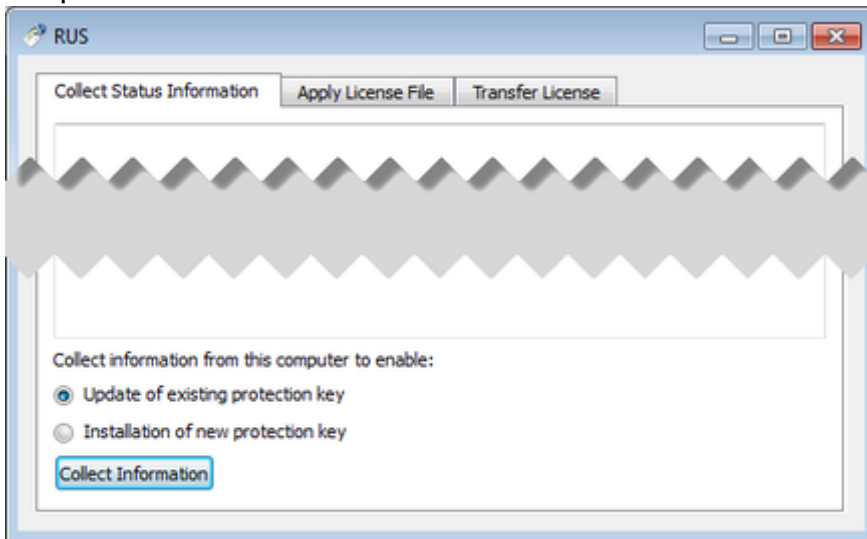 RUS
Collect Status Information Apply License File Transfer License
Collect information from this computer to enable:
Update of existing protection key
Installation of new protection key
Collect Information